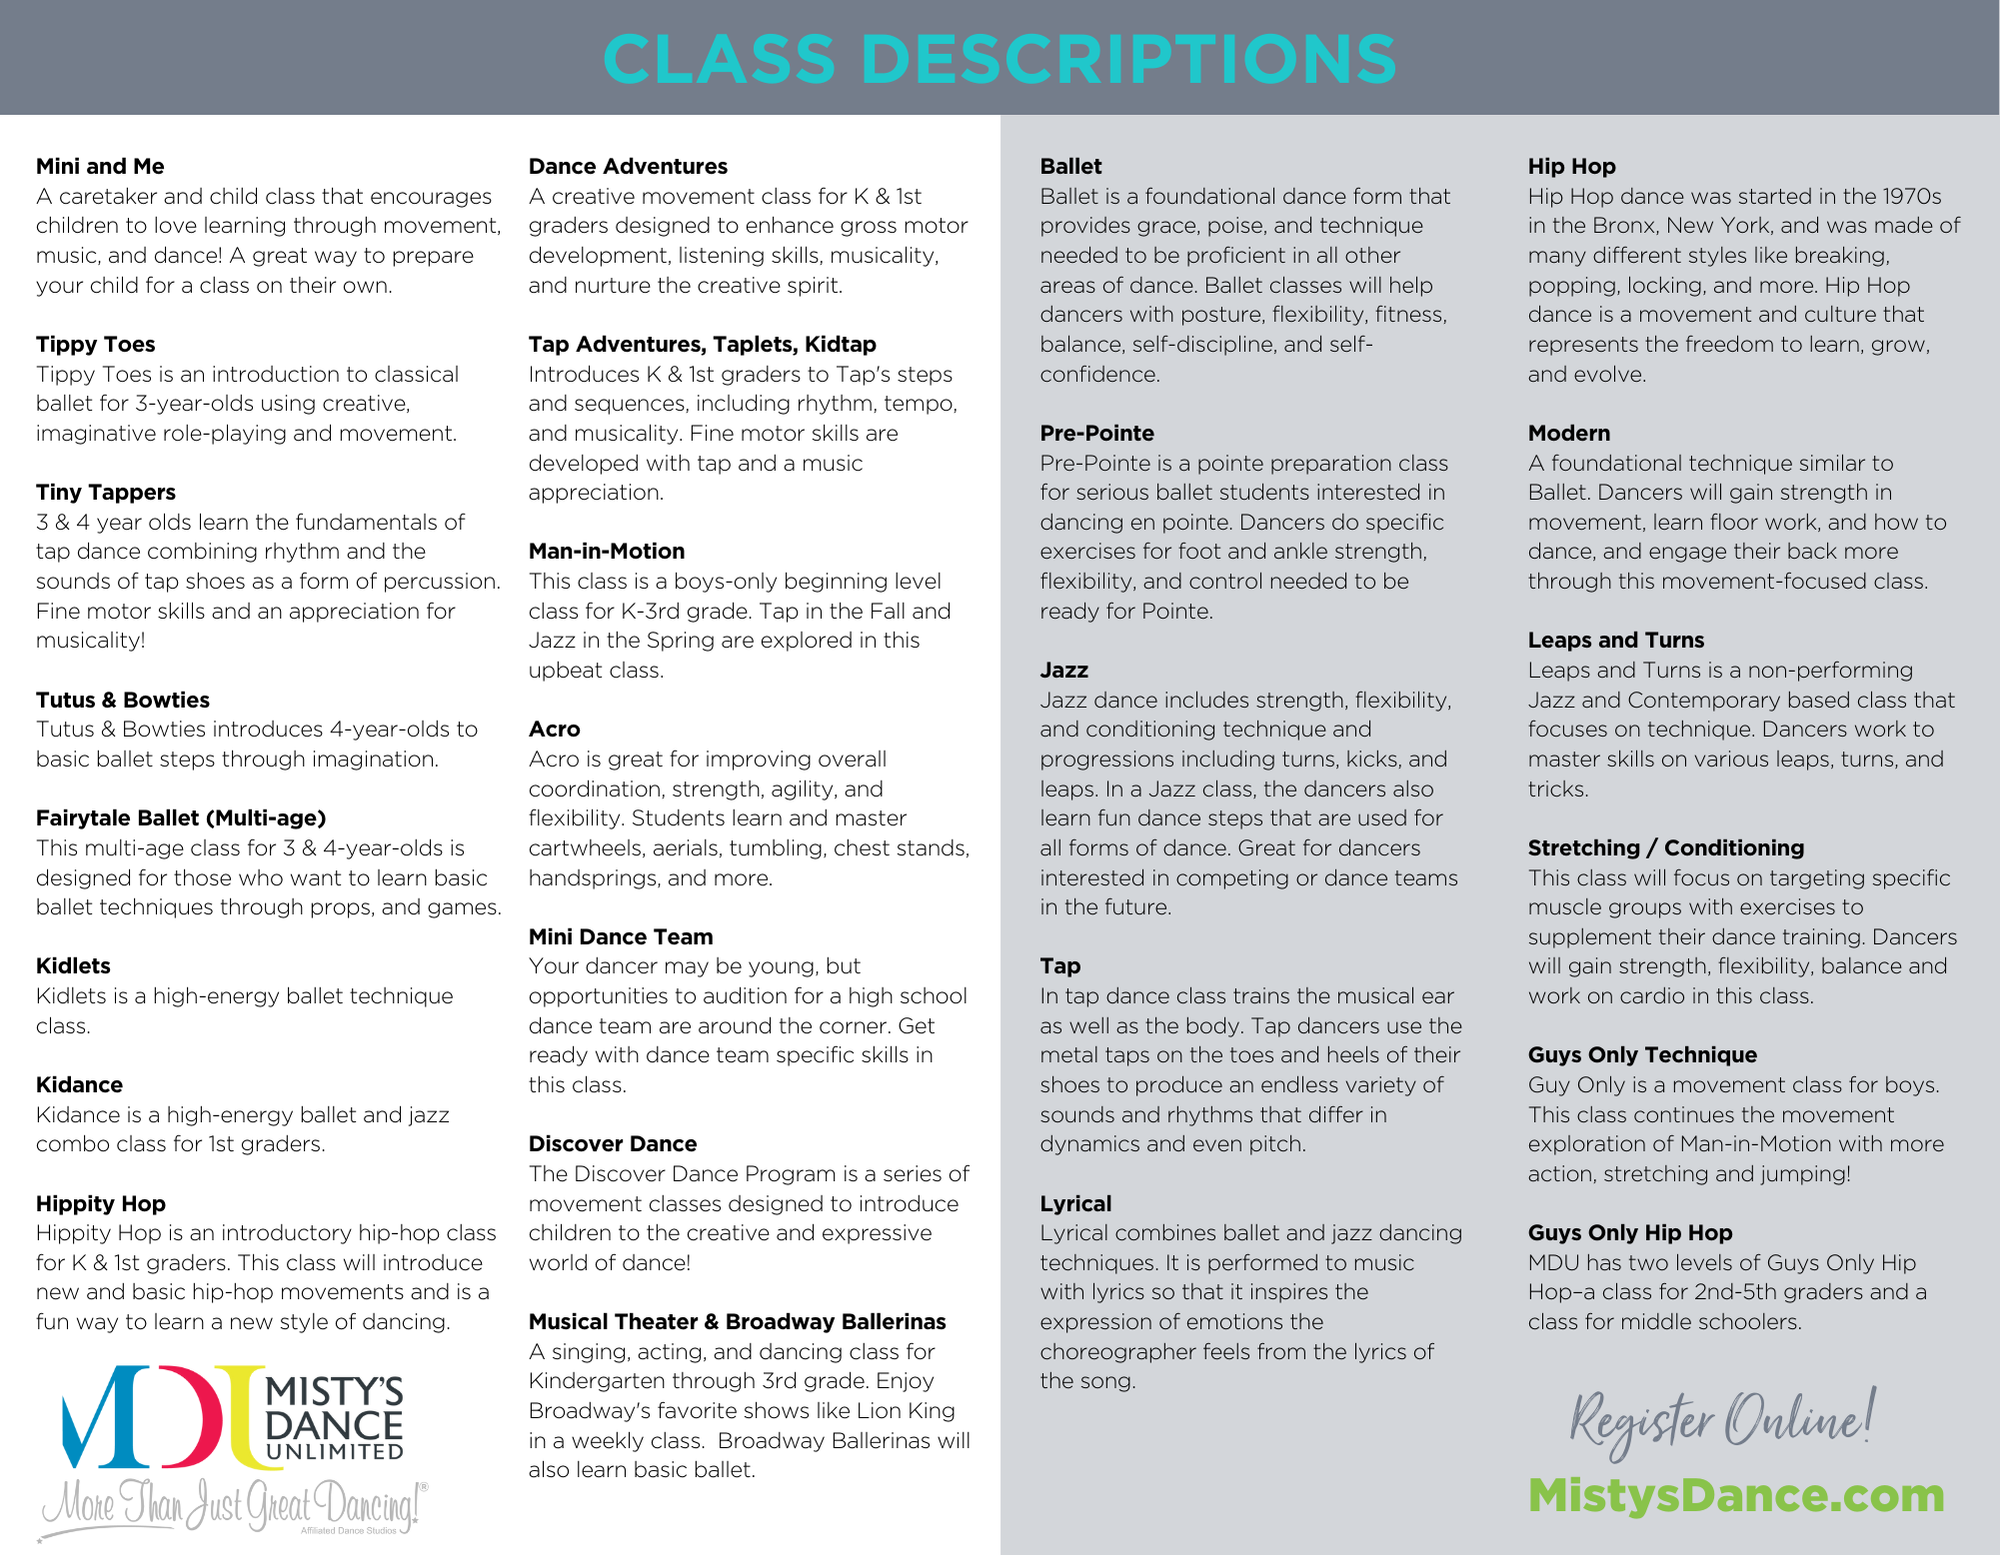 CLASS DESCRIPTIONS
Mini and Me
A caretaker and child class that encourages
children to love learning through movement,
music, and dance! A great way to prepare
your child for a class on their own.
Tippy Toes
Tippy Toes is an introduction to classical
ballet for 3-year-olds using creative,
imaginative role-playing and movement.
Tiny Tappers
3 & 4 year olds learn the fundamentals of
tap dance combining rhythm and the
sounds of tap shoes as a form of percussion.
Fine motor skills and an appreciation for
musicality!
Tutus & Bowties
Tutus & Bowties introduces 4-year-olds to
basic ballet steps through imagination.
Fairytale Ballet (Multi-age)
This multi-age class for 3 & 4-year-olds is
designed for those who want to learn basic
ballet techniques through props, and games.
Kidlets
Kidlets is a high-energy ballet technique
class.
Kidance
Kidance is a high-energy ballet and jazz
combo class for 1st graders.
Hippity Hop
Hippity Hop is an introductory hip-hop class
for K & 1st graders. This class will introduce
new and basic hip-hop movements and is a
fun way to learn a new style of dancing.
MDU
MISTY'S
DANCE
UNLIMITED
More Than Just Great Dancing!®
Affiliated Dance Studios
Dance Adventures
A creative movement class for K & 1st
graders designed to enhance gross motor
development, listening skills, musicality,
and nurture the creative spirit.
Tap Adventures, Taplets, Kidtap
Introduces K & 1st graders to Tap's steps
and sequences, including rhythm, tempo,
and musicality. Fine motor skills are
developed with tap and a music
appreciation.
Man-in-Motion
This class is a boys-only beginning level
class for K-3rd grade. Tap in the Fall and
Jazz in the Spring are explored in this
upbeat class.
Acro
Acro is great for improving overall
coordination, strength, agility, and
flexibility. Students learn and master
cartwheels, aerials, tumbling, chest stands,
handsprings, and more.
Mini Dance Team
Your dancer may be young, but
opportunities to audition for a high school
dance team are around the corner. Get
ready with dance team specific skills in
this class.
Discover Dance
The Discover Dance Program is a series of
movement classes designed to introduce
children to the creative and expressive
world of dance!
Musical Theater & Broadway Ballerinas
A singing, acting, and dancing class for
Kindergarten through 3rd grade. Enjoy
Broadway's favorite shows like Lion King
in a weekly class.  Broadway Ballerinas will
also learn basic ballet.
Ballet
Ballet is a foundational dance form that
provides grace, poise, and technique
needed to be proficient in all other
areas of dance. Ballet classes will help
dancers with posture, flexibility, fitness,
balance, self-discipline, and self-
confidence.
Pre-Pointe
Pre-Pointe is a pointe preparation class
for serious ballet students interested in
dancing en pointe. Dancers do specific
exercises for foot and ankle strength,
flexibility, and control needed to be
ready for Pointe.
Jazz
Jazz dance includes strength, flexibility,
and conditioning technique and
progressions including turns, kicks, and
leaps. In a Jazz class, the dancers also
learn fun dance steps that are used for
all forms of dance. Great for dancers
interested in competing or dance teams
in the future.
Tap
In tap dance class trains the musical ear
as well as the body. Tap dancers use the
metal taps on the toes and heels of their
shoes to produce an endless variety of
sounds and rhythms that differ in
dynamics and even pitch.
Lyrical
Lyrical combines ballet and jazz dancing
techniques. It is performed to music
with lyrics so that it inspires the
expression of emotions the
choreographer feels from the lyrics of
the song.
Hip Hop
Hip Hop dance was started in the 1970s
in the Bronx, New York, and was made of
many different styles like breaking,
popping, locking, and more. Hip Hop
dance is a movement and culture that
represents the freedom to learn, grow,
and evolve.
Modern
A foundational technique similar to
Ballet. Dancers will gain strength in
movement, learn floor work, and how to
dance, and engage their back more
through this movement-focused class.
Leaps and Turns
Leaps and Turns is a non-performing
Jazz and Contemporary based class that
focuses on technique. Dancers work to
master skills on various leaps, turns, and
tricks.
Stretching / Conditioning
This class will focus on targeting specific
muscle groups with exercises to
supplement their dance training. Dancers
will gain strength, flexibility, balance and
work on cardio in this class.
Guys Only Technique
Guy Only is a movement class for boys.
This class continues the movement
exploration of Man-in-Motion with more
action, stretching and jumping!
Guys Only Hip Hop
MDU has two levels of Guys Only Hip
Hop–a class for 2nd-5th graders and a
class for middle schoolers.
Register Online!
MistysDance.com